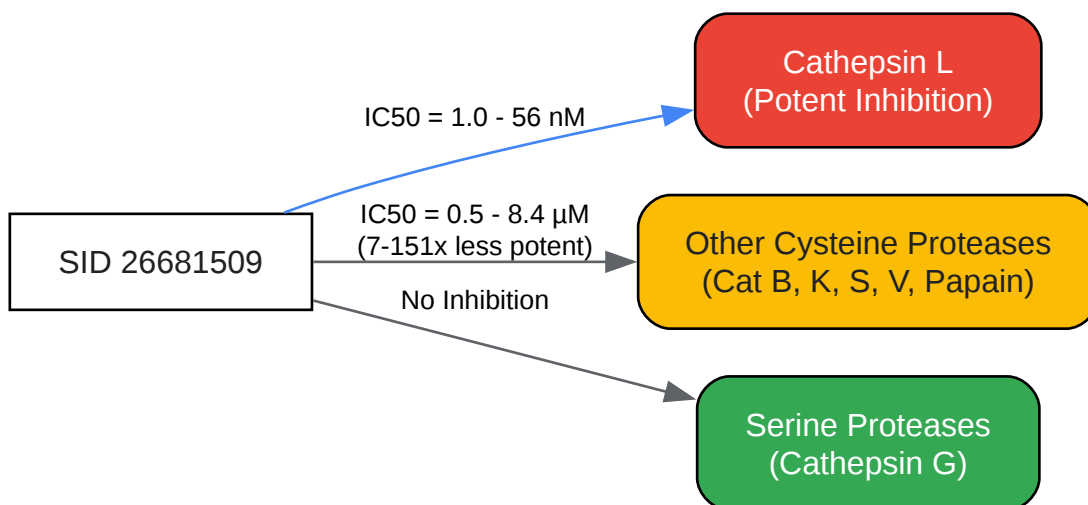 Cathepsin L
(Potent Inhibition)
IC50 = 1.0 - 56 nM
SID 26681509
IC50 = 0.5 - 8.4 µM
(7-151x less potent)
Other Cysteine Proteases
(Cat B, K, S, V, Papain)
No Inhibition
Serine Proteases
(Cathepsin G)